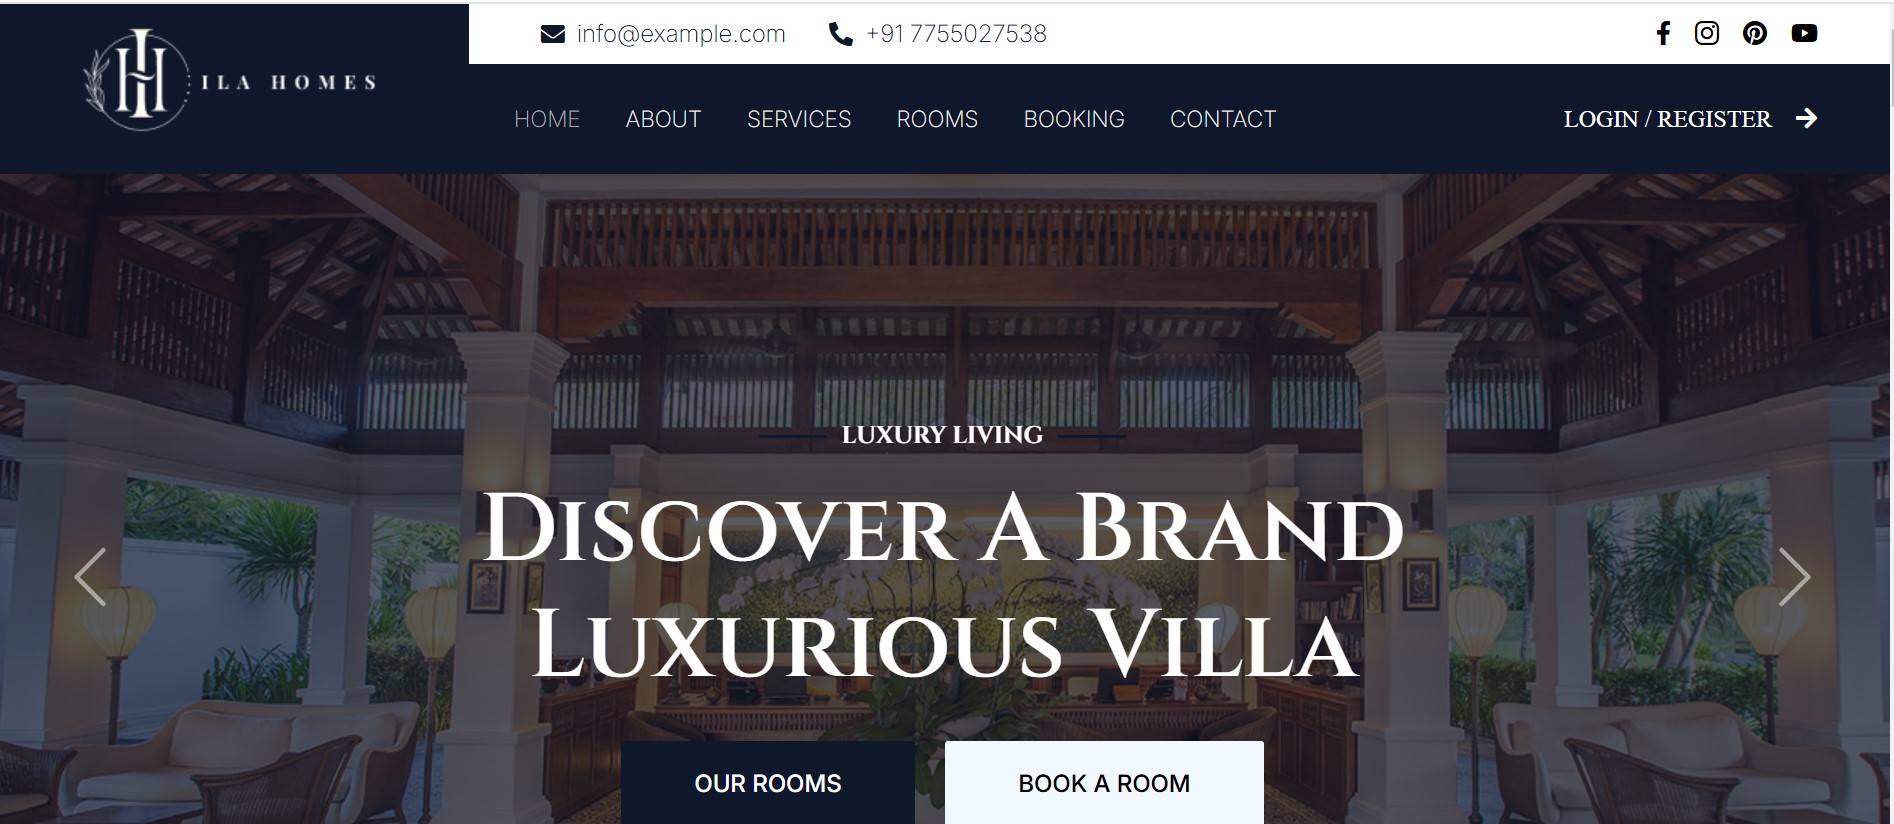 ILA HOMES
info@example.com +91 7755027538
HOME ABOUT SERVICES ROOMS BOOKING CONTACT LOGIN / REGISTER
LUXURY LIVING
DISCOVER A BRAND
LUXURIOUS VILLA
OUR ROOMS BOOK A ROOM